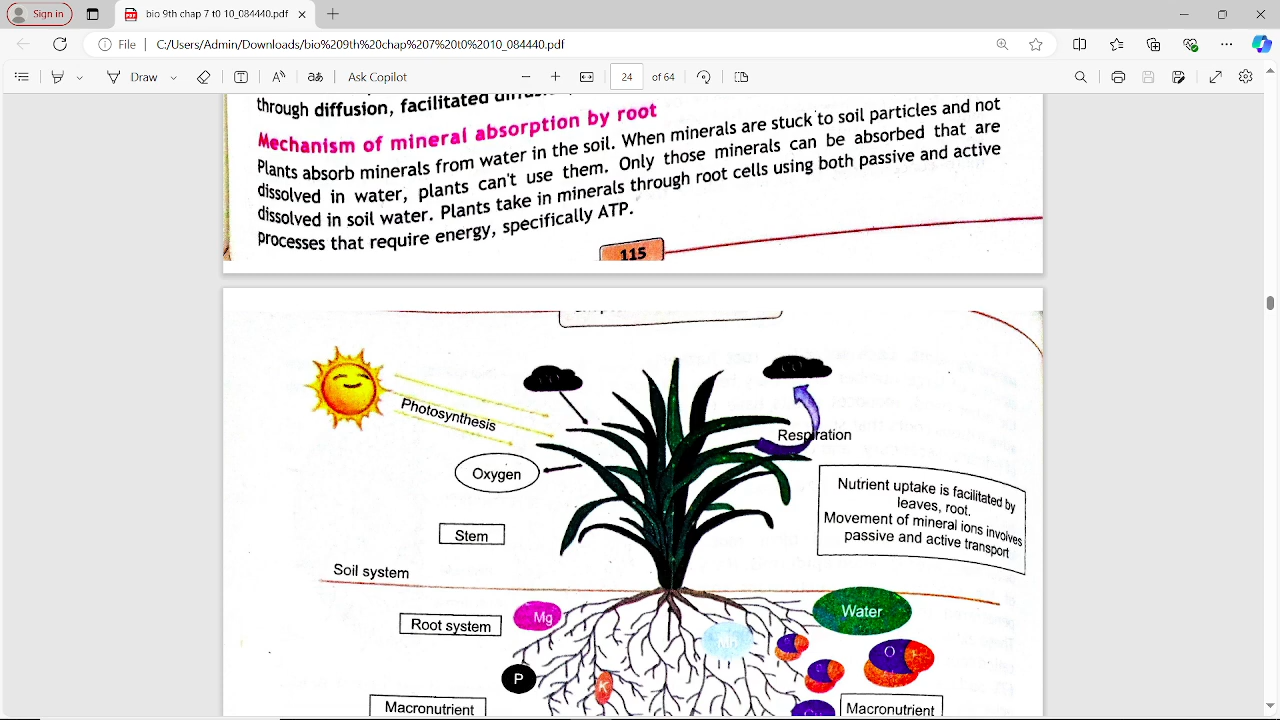 Sign in
bio 9th chap 7 t0 10_084440.pdf
File
C:/Users/Admin/Downloads/bio%209th%20chap%207%20t0%2010_084440.pdf
Draw
Ask Copilot
24 of 64
through diffusion, facilitated
Mechanism of mineral absorption by root
Plants absorb minerals from water in the soil. When minerals are stuck to soil particles and not
dissolved in water, plants can't use them. Only those minerals can be absorbed that are
dissolved in soil water. Plants take in minerals through root cells using both passive and active
processes that require energy, specifically ATP.
115
Photosynthesis
Respiration
Oxygen
Nutrient uptake is facilitated by
leaves, root.
Movement of mineral ions involves
passive and active transport
Stem
Soil system
Root system
Mg
Water
P
K
O
Macronutrient
Macronutrient